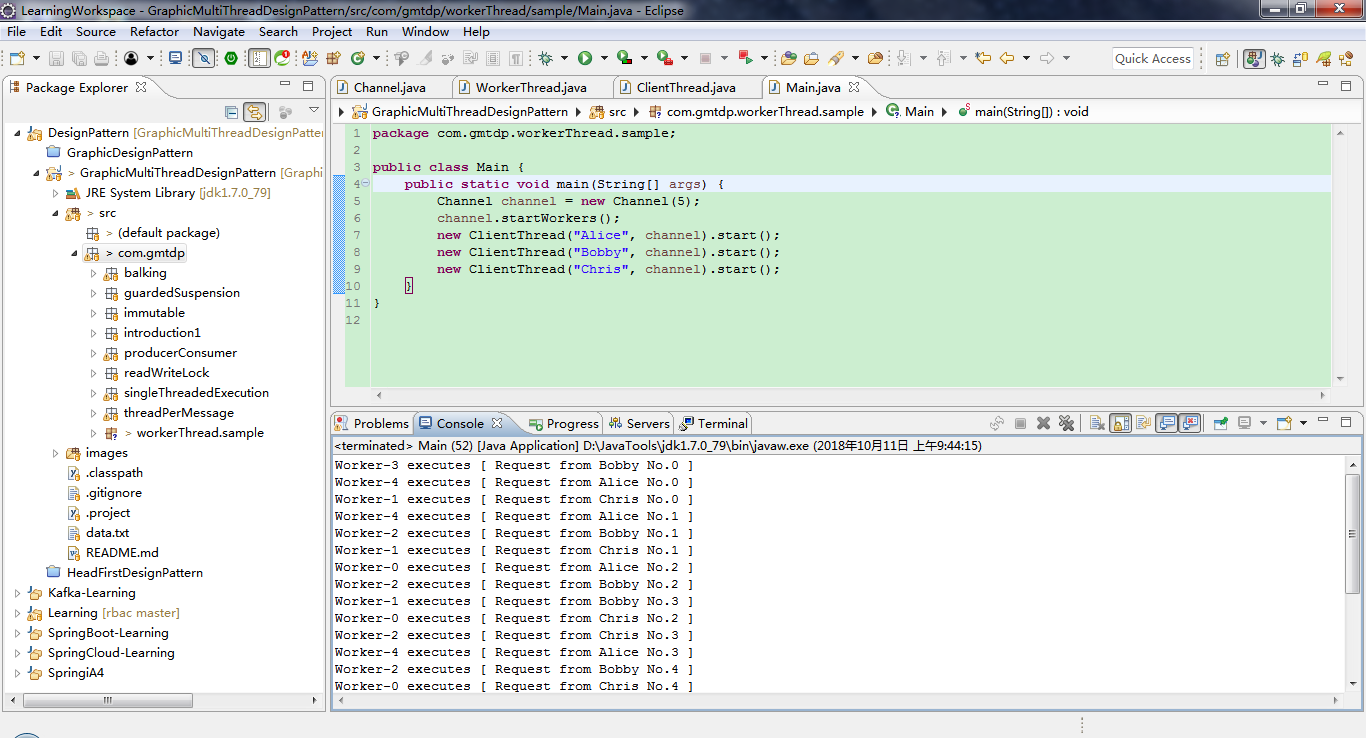 LearningWorkspace - GraphicMultiThreadDesignPattern/src/com/gmtdp/workerThread/sample/Main.java - Eclipse
File Edit Source Refactor Navigate Search Project Run Window Help
Quick Access
Package Explorer
DesignPattern [GraphicMultiThreadDesignPatter
GraphicDesignPattern
> GraphicMultiThreadDesignPattern [Graphi
JRE System Library [jdk1.7.0_79]
> src
> (default package)
> com.gmtdp
balking
guardedSuspension
immutable
introduction1
producerConsumer
readWriteLock
singleThreadedExecution
threadPerMessage
> workerThread.sample
images
.classpath
.gitignore
.project
data.txt
README.md
HeadFirstDesignPattern
Kafka-Learning
Learning [rbac master]
SpringBoot-Learning
SpringCloud-Learning
SpringiA4
Channel.java WorkerThread.java ClientThread.java Main.java
GraphicMultiThreadDesignPattern src com.gmtdp.workerThread.sample Main main(String[]) : void
1 package com.gmtdp.workerThread.sample;
2
3 public class Main {
4 public static void main(String[] args) {
5 Channel channel = new Channel(5);
6 channel.startWorkers();
7 new ClientThread("Alice", channel).start();
8 new ClientThread("Bobby", channel).start();
9 new ClientThread("Chris", channel).start();
10 }
11 }
12
Problems Console Progress Servers Terminal
<terminated> Main (52) [Java Application] D:\JavaTools\jdk1.7.0_79\bin\javaw.exe (2018年10月11日 上午9:44:15)
Worker-3 executes [ Request from Bobby No.0 ]
Worker-4 executes [ Request from Alice No.0 ]
Worker-1 executes [ Request from Chris No.0 ]
Worker-4 executes [ Request from Alice No.1 ]
Worker-2 executes [ Request from Bobby No.1 ]
Worker-1 executes [ Request from Chris No.1 ]
Worker-0 executes [ Request from Alice No.2 ]
Worker-2 executes [ Request from Bobby No.2 ]
Worker-1 executes [ Request from Bobby No.3 ]
Worker-0 executes [ Request from Chris No.2 ]
Worker-2 executes [ Request from Chris No.3 ]
Worker-4 executes [ Request from Alice No.3 ]
Worker-2 executes [ Request from Bobby No.4 ]
Worker-0 executes [ Request from Chris No.4 ]